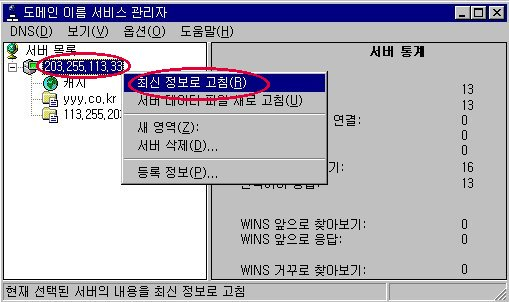 도메인 이름 서비스 관리자
DNS(D) 보기(V) 옵션(O) 도움말(H)
서버 목록
203,255,113,33
캐시
yyy.co.kr
113,255,203
최신 정보로 고침(R)
서버 데이터 파일 새로 고침(U)
새 영역(Z):
서버 삭제(D)...
등록 정보(P)...
서버 통계
13
13
연결: 0
0
0
기: 16
13
WINS 앞으로 찾아보기: 0
WINS 앞으로 응답: 0
WINS 거꾸로 찾아보기: 0
현재 선택된 서버의 내용을 최신 정보로 고침